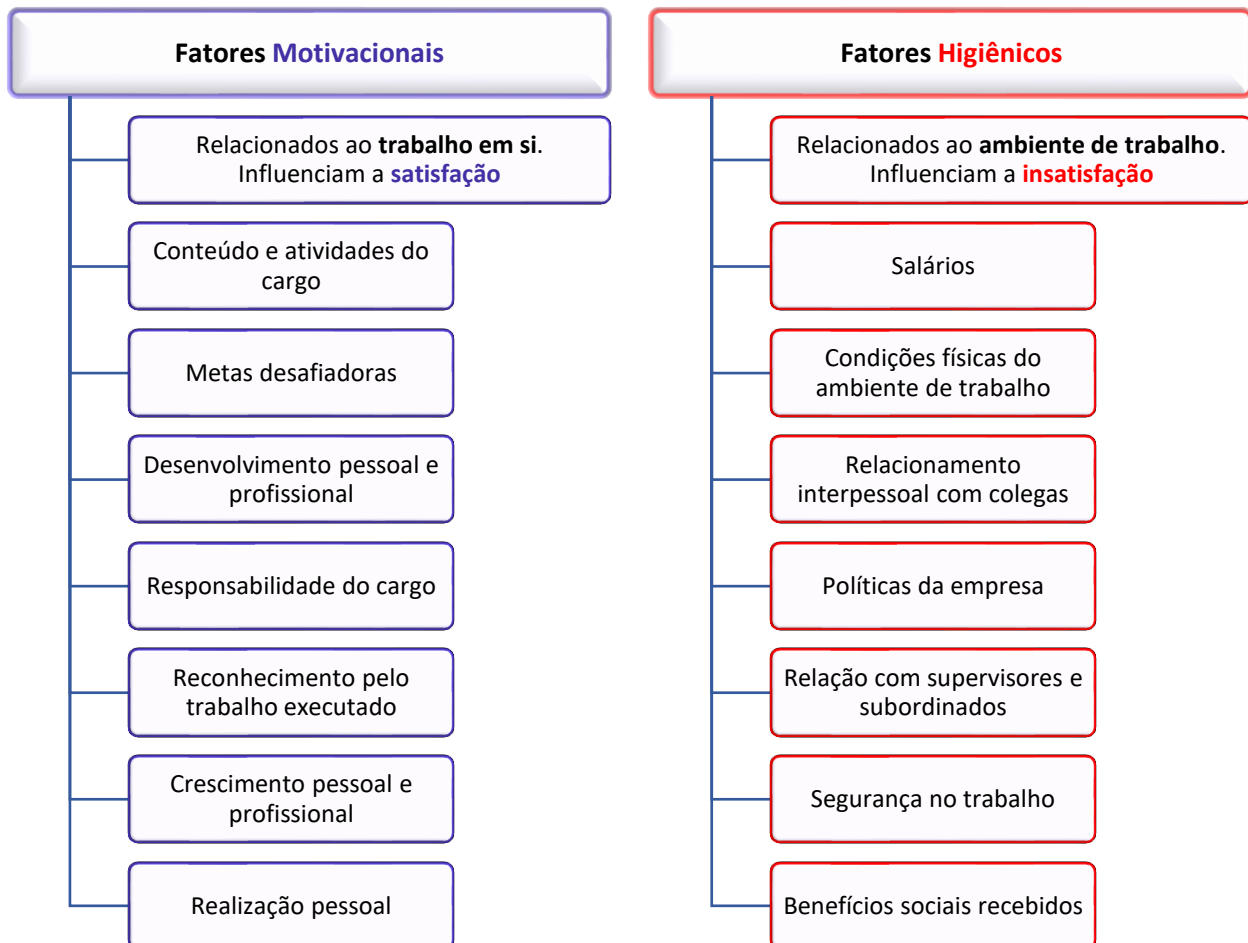 Fatores Motivacionais
Relacionados ao trabalho em si.
Influenciam a satisfação
Conteúdo e atividades do
cargo
Metas desafiadoras
Desenvolvimento pessoal e
profissional
Responsabilidade do cargo
Reconhecimento pelo
trabalho executado
Crescimento pessoal e
profissional
Realização pessoal
Fatores Higiênicos
Relacionados ao ambiente de trabalho.
Influenciam a insatisfação
Salários
Condições físicas do
ambiente de trabalho
Relacionamento
interpessoal com colegas
Políticas da empresa
Relação com supervisores e
subordinados
Segurança no trabalho
Benefícios sociais recebidos